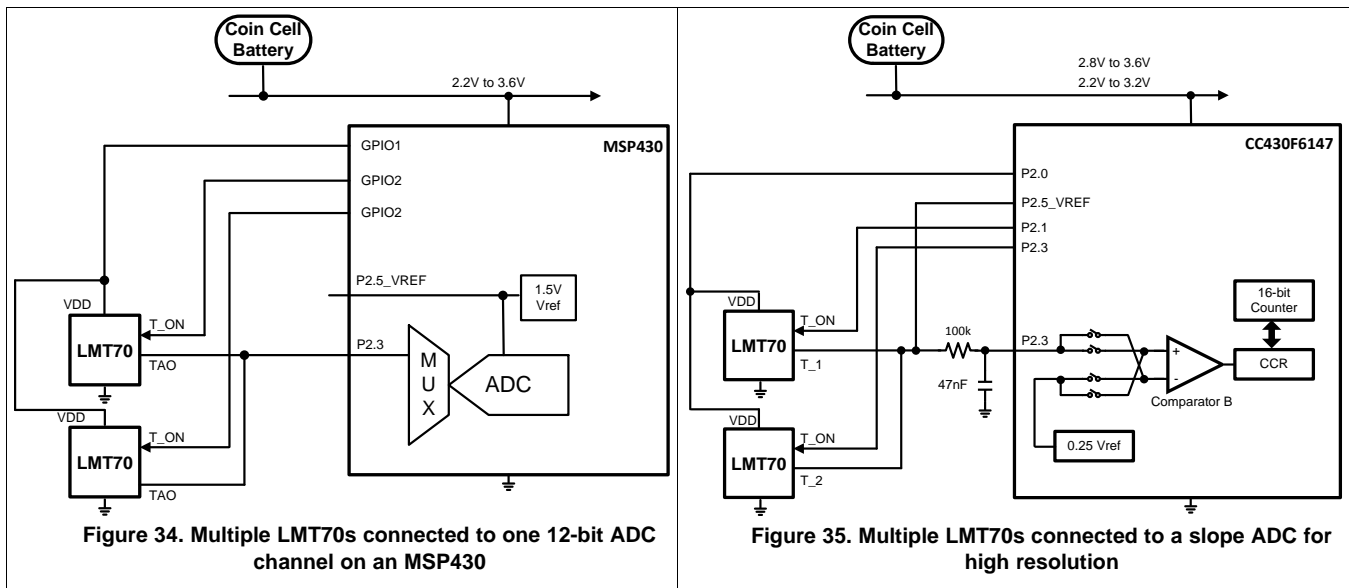 Coin Cell
Battery
2.2V to 3.6V
MSP430
GPIO1
GPIO2
GPIO2
P2.5_VREF
1.5V
Vref
VDD
T_ON
LMT70
TAO
P2.3
M
U
X
ADC
VDD
T_ON
LMT70
TAO
Figure 34. Multiple LMT70s connected to one 12-bit ADC
channel on an MSP430
Coin Cell
Battery
2.8V to 3.6V
2.2V to 3.2V
CC430F6147
P2.0
P2.5_VREF
P2.1
P2.3
VDD
T_ON
LMT70
T_1
100k
47nF
P2.3
+
-
Comparator B
16-bit
Counter
CCR
0.25 Vref
VDD
T_ON
LMT70
T_2
Figure 35. Multiple LMT70s connected to a slope ADC for
high resolution